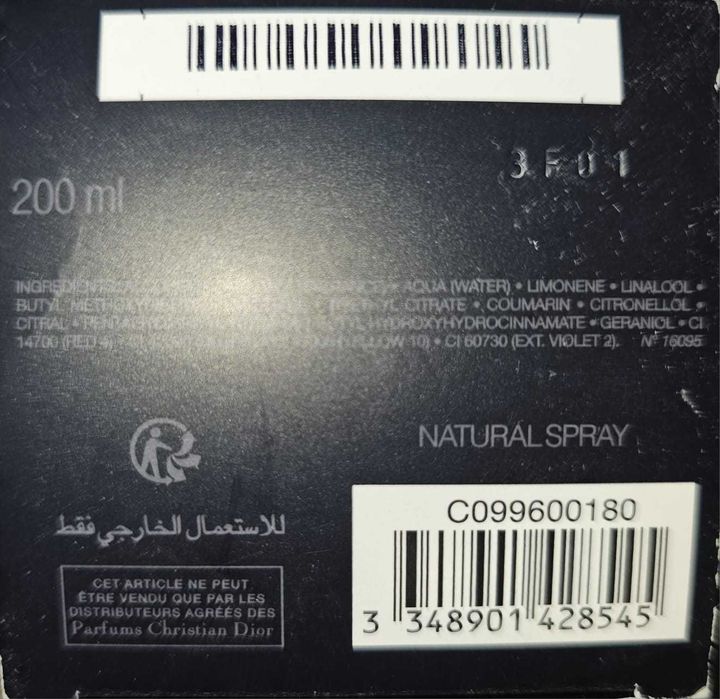 3F01
200 ml
INGREDIENTS AQUA (WATER) • LIMONENE • LINALOOL •
BUTYL CITRATE • COUMARIN • CITRONELLOL •
CITRAL • HYDROXYHYDROCINNAMATE • GERANIOL • CI
14700 (RED 4) • CI 60730 (EXT. VIOLET 2). N° 16095
NATURAL SPRAY
للاستعمال الخارجي فقط
C099600180
3 348901 428545
CET ARTICLE NE PEUT
ÊTRE VENDU QUE PAR LES
DISTRIBUTEURS AGRÉÉS DES
Parfums Christian Dior